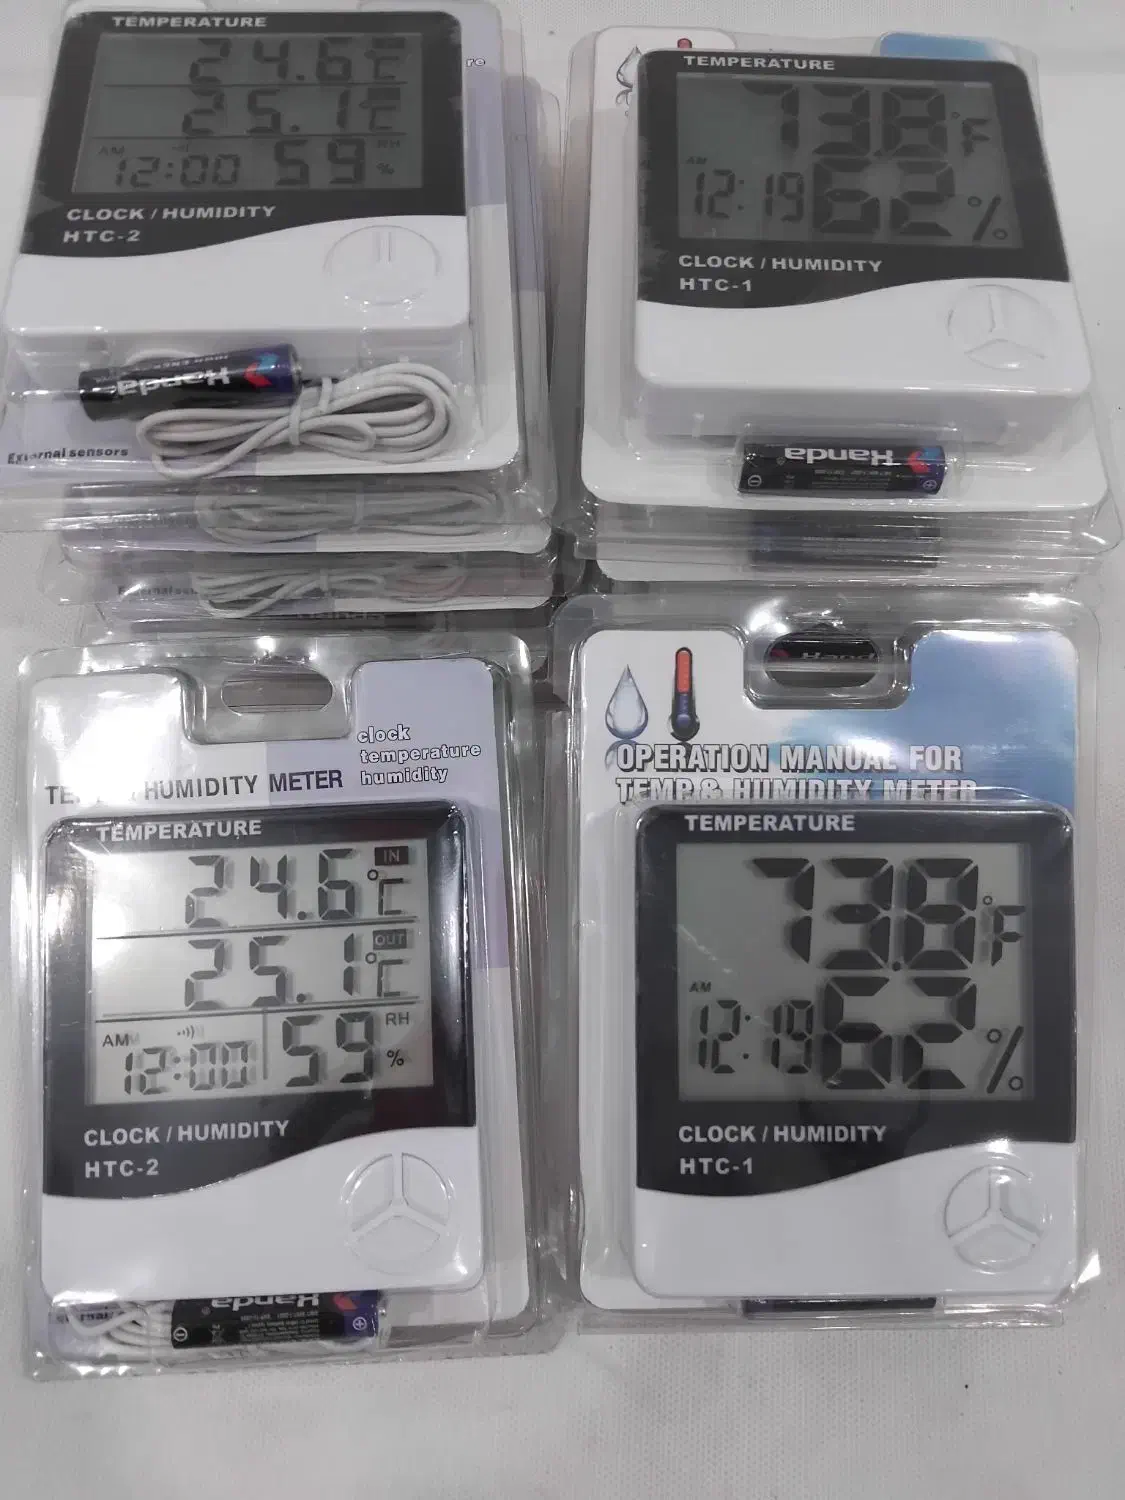 TEMPERATURE
24.6 °C
25.1 °C
AM
12:00
59
RH
%
CLOCK / HUMIDITY
HTC-2
Handa
External sensors
re
TEMPERATURE
73.8 °F
AM
12:19
62 %
CLOCK / HUMIDITY
HTC-1
Handa
clock
temperature
humidity
HUMIDITY METER
TEMPERATURE
24.6 °C
IN
25.1 °C
OUT
AM
12:00
59
RH
%
CLOCK / HUMIDITY
HTC-2
Handa
OPERATION MANUAL FOR
TEMP.& HUMIDITY METER
TEMPERATURE
73.8 °F
AM
12:19
62 %
CLOCK / HUMIDITY
HTC-1